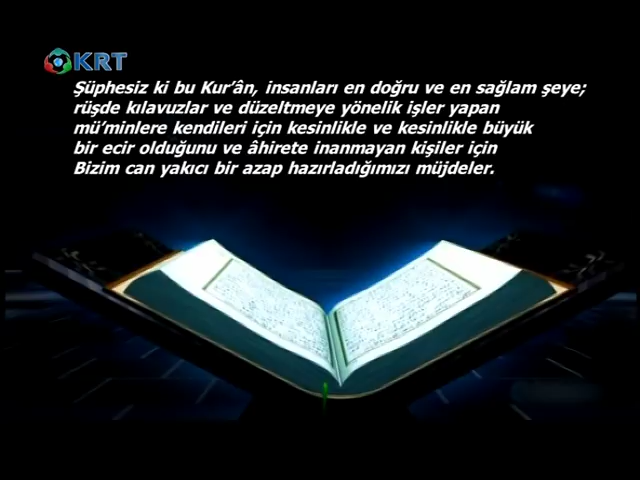 KRT
Şüphesiz ki bu Kur’ân, insanları en doğru ve en sağlam şeye;
rüşde kılavuzlar ve düzeltmeye yönelik işler yapan
mü’minlere kendileri için kesinlikle ve kesinlikle büyük
bir ecir olduğunu ve âhirete inanmayan kişiler için
Bizim can yakıcı bir azap hazırladığımızı müjdeler.